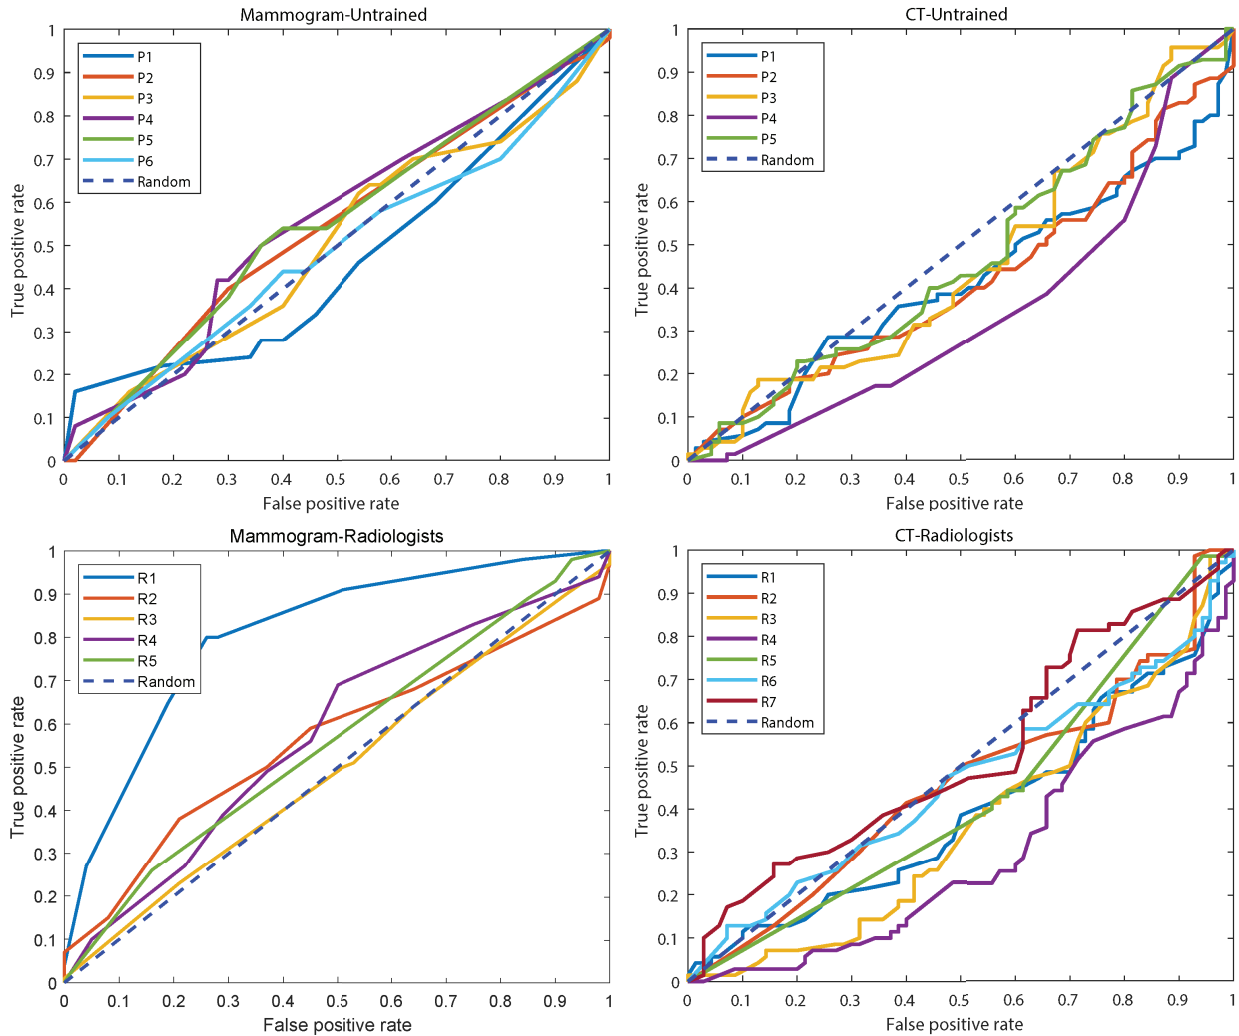 Mammogram-Untrained
1
0.9
0.8
0.7
0.6
0.5
0.4
0.3
0.2
0.1
0
True positive rate
P1
P2
P3
P4
P5
P6
Random
0 0.1 0.2 0.3 0.4 0.5 0.6 0.7 0.8 0.9 1
False positive rate
CT-Untrained
1
0.9
0.8
0.7
0.6
0.5
0.4
0.3
0.2
0.1
0
True positive rate
P1
P2
P3
P4
P5
Random
0 0.1 0.2 0.3 0.4 0.5 0.6 0.7 0.8 0.9 1
False positive rate
Mammogram-Radiologists
1
0.9
0.8
0.7
0.6
0.5
0.4
0.3
0.2
0.1
0
True positive rate
R1
R2
R3
R4
R5
Random
0 0.1 0.2 0.3 0.4 0.5 0.6 0.7 0.8 0.9 1
False positive rate
CT-Radiologists
1
0.9
0.8
0.7
0.6
0.5
0.4
0.3
0.2
0.1
0
True positive rate
R1
R2
R3
R4
R5
R6
R7
Random
0 0.1 0.2 0.3 0.4 0.5 0.6 0.7 0.8 0.9 1
False positive rate